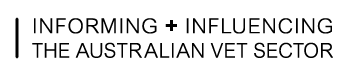 INFORMING + INFLUENCING
THE AUSTRALIAN VET SECTOR